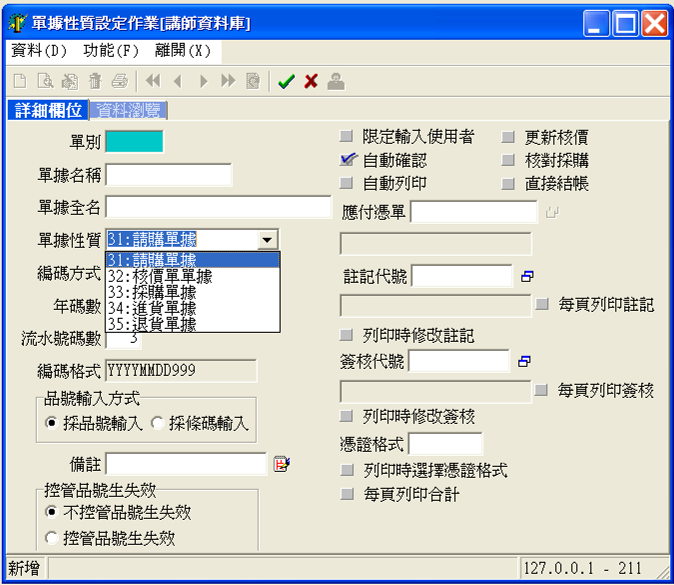 單據性質設定作業[講師資料庫]
資料(D) 功能(F) 離開(X)
詳細欄位 資料瀏覽
單別
單據名稱
單據全名
單據性質 31:請購單據
31:請購單據
32:核價單單據
33:採購單據
34:進貨單據
35:退貨單據
編碼方式
年碼數
流水號碼數 3
編碼格式 YYYYMMDD999
品號輸入方式
採品號輸入 採條碼輸入
備註
控管品號生失效
不控管品號生失效
控管品號生失效
限定輸入使用者 更新核價
自動確認 核對採購
自動列印 直接結帳
應付憑單
註記代號
每頁列印註記
列印時修改註記
簽核代號
每頁列印簽核
列印時修改簽核
憑證格式
列印時選擇憑證格式
每頁列印合計
新增 127.0.0.1 - 211